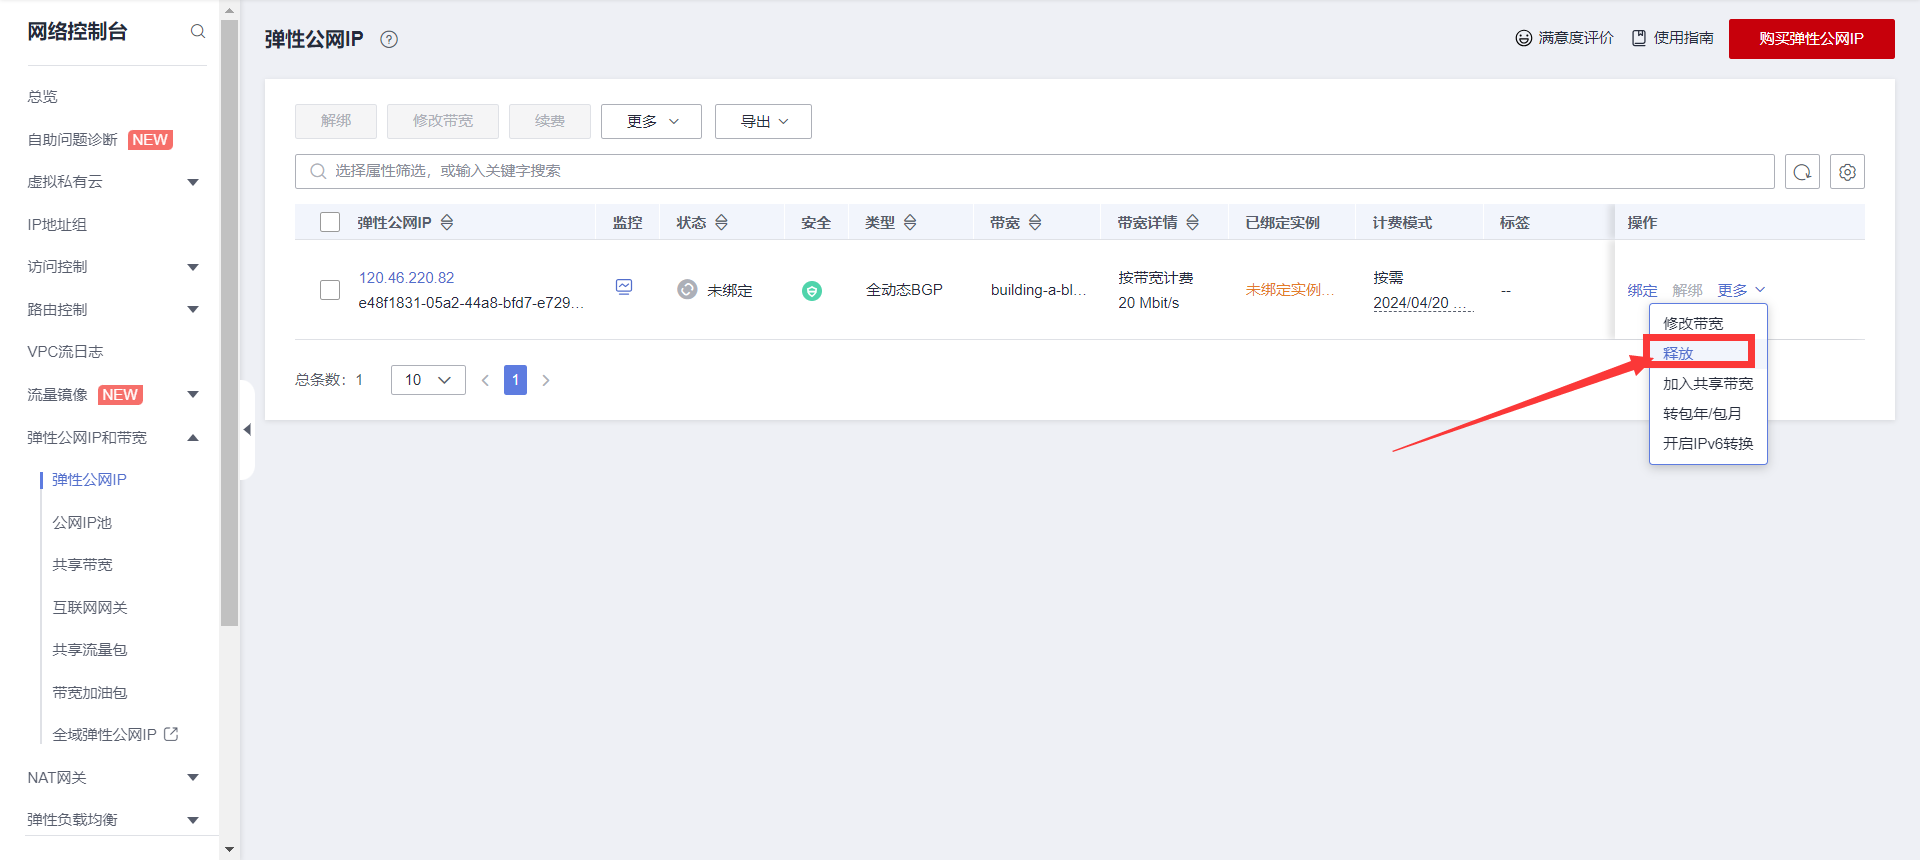 网络控制台
总览
自助问题诊断 NEW
虚拟私有云
IP地址组
访问控制
路由控制
VPC流日志
流量镜像 NEW
弹性公网IP和带宽
弹性公网IP
公网IP池
共享带宽
互联网网关
共享流量包
带宽加油包
全域弹性公网IP
NAT网关
弹性负载均衡
弹性公网IP ?
满意度评价 使用指南 购买弹性公网IP
解绑 修改带宽 续费 更多 导出
选择属性筛选，或输入关键字搜索
弹性公网IP 监控 状态 安全 类型 带宽 带宽详情 已绑定实例 计费模式 标签 操作
120.46.220.82
e48f1831-05a2-44a8-bfd7-e729...
未绑定 全动态BGP building-a-bl...
按带宽计费
20 Mbit/s
未绑定实例...
按需
2024/04/20 ...
--
绑定 解绑 更多
修改带宽
释放
加入共享带宽
转包年/包月
开启IPv6转换
总条数：1 10 1